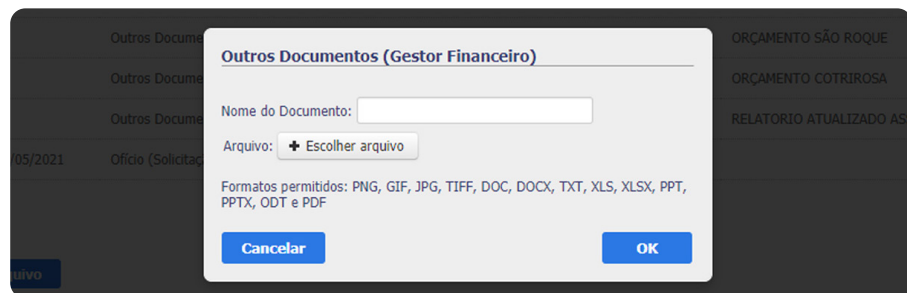 Outros Docume
ORÇAMENTO SÃO ROQUE
Outros Documentos (Gestor Financeiro)
Outros Docume
ORÇAMENTO COTRIROSA
Nome do Documento:
Outros Docume
RELATORIO ATUALIZADO AS
Arquivo: + Escolher arquivo
/05/2021 Ofício (Solicitaç
Formatos permitidos: PNG, GIF, JPG, TIFF, DOC, DOCX, TXT, XLS, XLSX, PPT,
PPTX, ODT e PDF
Cancelar OK
quivo